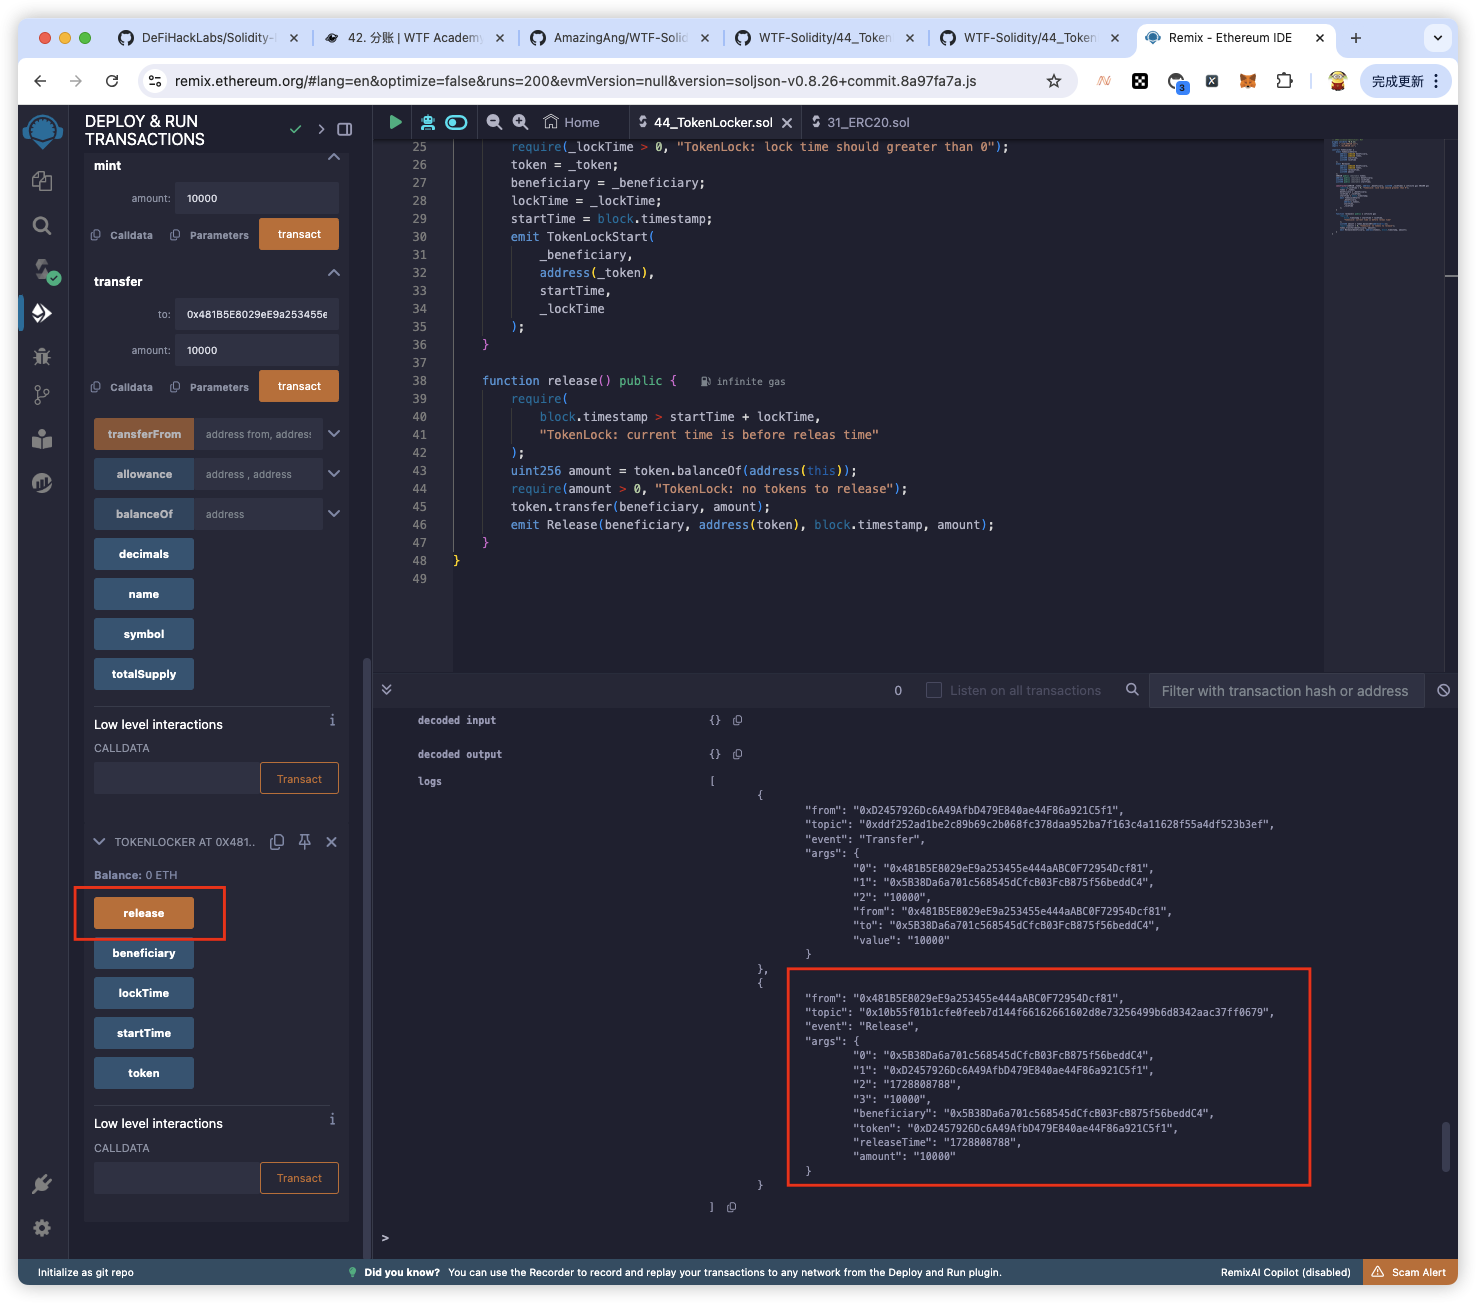 DeFiHackLabs/Solidity-
42. 分账 | WTF Academy
AmazingAng/WTF-Solid
WTF-Solidity/44_Token
WTF-Solidity/44_Token
Remix - Ethereum IDE
remix.ethereum.org/#lang=en&optimize=false&runs=200&evmVersion=null&version=soljson-v0.8.26+commit.8a97fa7a.js
3
完成更新
DEPLOY & RUN
TRANSACTIONS
mint
amount: 10000
Calldata Parameters transact
transfer
to: 0x481B5E8029eE9a253455e
amount: 10000
Calldata Parameters transact
transferFrom address from, address
allowance address , address
balanceOf address
decimals
name
symbol
totalSupply
Low level interactions
CALLDATA
Transact
TOKENLOCKER AT 0X481..
Balance: 0 ETH
release
beneficiary
lockTime
startTime
token
Low level interactions
CALLDATA
Transact
Home 44_TokenLocker.sol 31_ERC20.sol
25 require(_lockTime > 0, "TokenLock: lock time should greater than 0");
26 token = _token;
27 beneficiary = _beneficiary;
28 lockTime = _lockTime;
29 startTime = block.timestamp;
30 emit TokenLockStart(
31 _beneficiary,
32 address(_token),
33 startTime,
34 _lockTime
35 );
36 }
37
38 function release() public { infinite gas
39 require(
40 block.timestamp > startTime + lockTime,
41 "TokenLock: current time is before releas time"
42 );
43 uint256 amount = token.balanceOf(address(this));
44 require(amount > 0, "TokenLock: no tokens to release");
45 token.transfer(beneficiary, amount);
46 emit Release(beneficiary, address(token), block.timestamp, amount);
47 }
48 }
49
0 Listen on all transactions Filter with transaction hash or address
decoded input {}
decoded output {}
logs [
{
"from": "0xD2457926Dc6A49AfbD479E840ae44F86a921C5f1",
"topic": "0xddf252ad1be2c89b69c2b068fc378daa952ba7f163c4a11628f55a4df523b3ef",
"event": "Transfer",
"args": {
"0": "0x481B5E8029eE9a253455e444aABC0F72954Dcf81",
"1": "0x5B38Da6a701c568545dCfcB03FcB875f56beddC4",
"2": "10000",
"from": "0x481B5E8029eE9a253455e444aABC0F72954Dcf81",
"to": "0x5B38Da6a701c568545dCfcB03FcB875f56beddC4",
"value": "10000"
}
},
{
"from": "0x481B5E8029eE9a253455e444aABC0F72954Dcf81",
"topic": "0x10b55f01b1cfe0feeb7d144f66162661602d8e73256499b6d8342aac37ff0679",
"event": "Release",
"args": {
"0": "0x5B38Da6a701c568545dCfcB03FcB875f56beddC4",
"1": "0xD2457926Dc6A49AfbD479E840ae44F86a921C5f1",
"2": "1728808788",
"3": "10000",
"beneficiary": "0x5B38Da6a701c568545dCfcB03FcB875f56beddC4",
"token": "0xD2457926Dc6A49AfbD479E840ae44F86a921C5f1",
"releaseTime": "1728808788",
"amount": "10000"
}
}
]
>
Initialize as git repo
Did you know? You can use the Recorder to record and replay your transactions to any network from the Deploy and Run plugin.
RemixAI Copilot (disabled)
Scam Alert